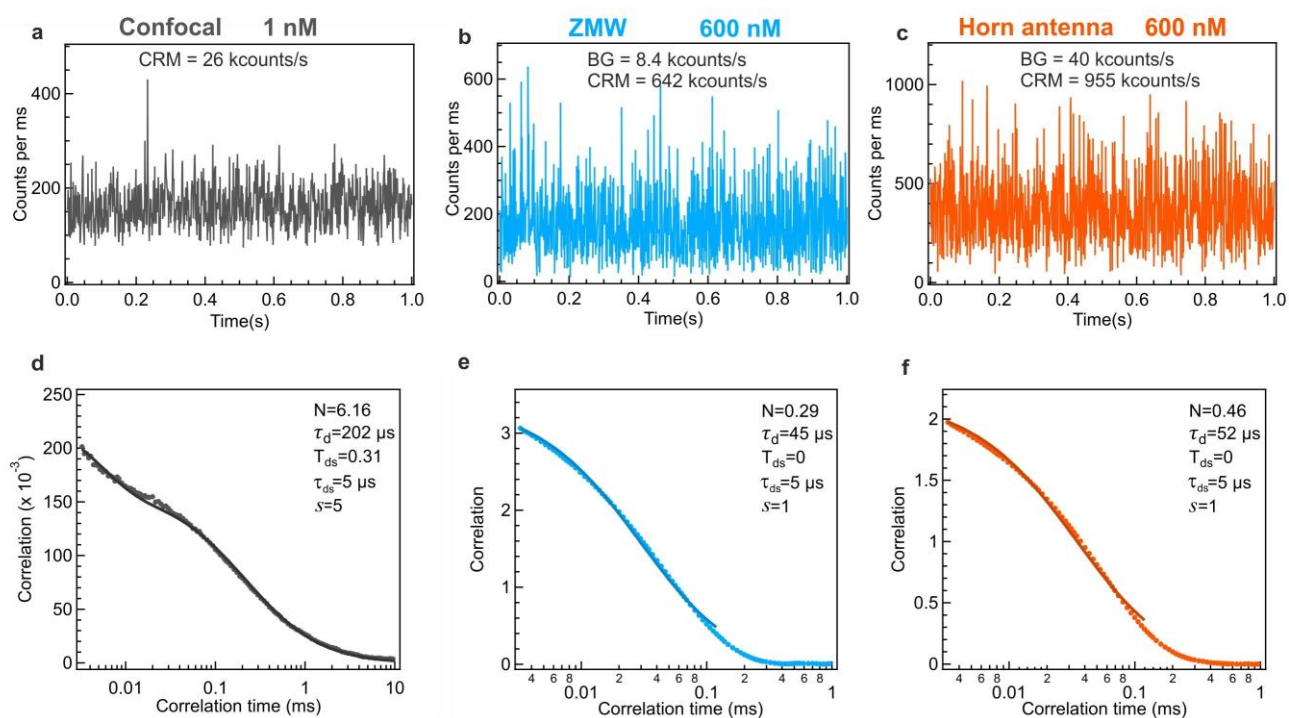 Confocal 1 nM
ZMW 600 nM
Horn antenna 600 nM
a
CRM = 26 kcounts/s
Counts per ms
400
200
0
0.0 0.2 0.4 0.6 0.8 1.0
Time(s)
b
BG = 8.4 kcounts/s
CRM = 642 kcounts/s
Counts per ms
600
400
200
0
0.0 0.2 0.4 0.6 0.8 1.0
Time(s)
c
BG = 40 kcounts/s
CRM = 955 kcounts/s
Counts per ms
1000
500
0
0.0 0.2 0.4 0.6 0.8 1.0
Time(s)
d
Correlation (x 10⁻³)
250
200
150
100
50
0
N=6.16
τd=202 µs
Tds=0.31
τds=5 µs
s=5
0.01 0.1 1 10
Correlation time (ms)
e
Correlation
3
2
1
0
N=0.29
τd=45 µs
Tds=0
τds=5 µs
s=1
4 6 8 0.01 2 4 6 8 0.1 2 4 6 8 1
Correlation time (ms)
f
Correlation
2
1.5
1
0.5
0
N=0.46
τd=52 µs
Tds=0
τds=5 µs
s=1
4 6 8 0.01 2 4 6 8 0.1 2 4 6 8 1
Correlation time (ms)